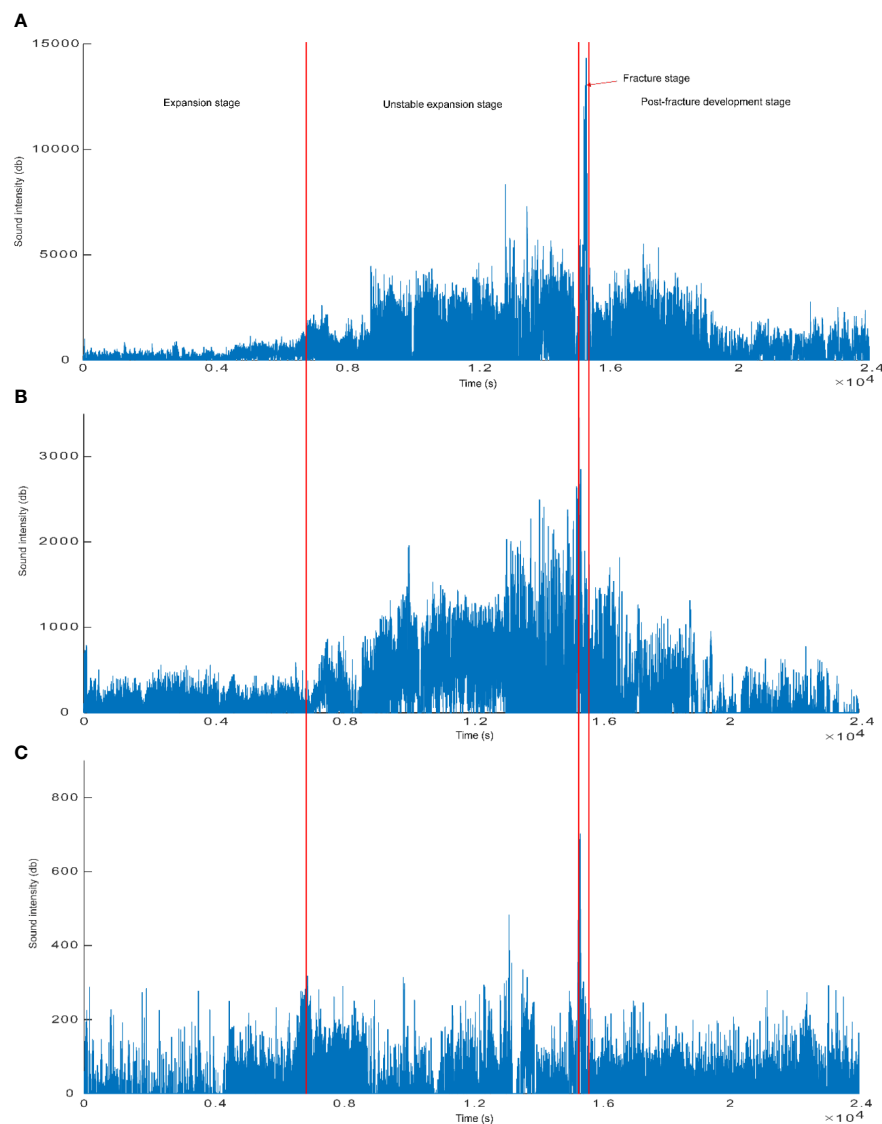 A
15000
Fracture stage
Expansion stage
Unstable expansion stage
Post-fracture development stage
10000
Sound intensity (db)
5000
0
0 0.4 0.8 1.2 1.6 2 2.4
Time (s)
×10⁴
B
3000
Sound intensity (db)
2000
1000
0
0 0.4 0.8 1.2 1.6 2 2.4
Time (s)
×10⁴
C
800
600
Sound intensity (db)
400
200
0
0 0.4 0.8 1.2 1.6 2 2.4
Time (s)
×10⁴